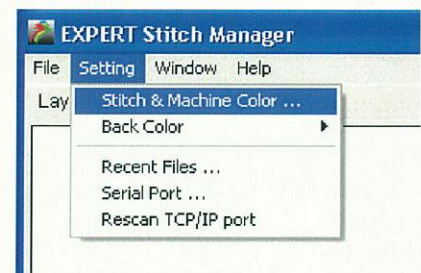 EXPERT Stitch Manager
File Setting Window Help
Lay
Stitch & Machine Color ...
Back Color
Recent Files ...
Serial Port ...
Rescan TCP/IP port